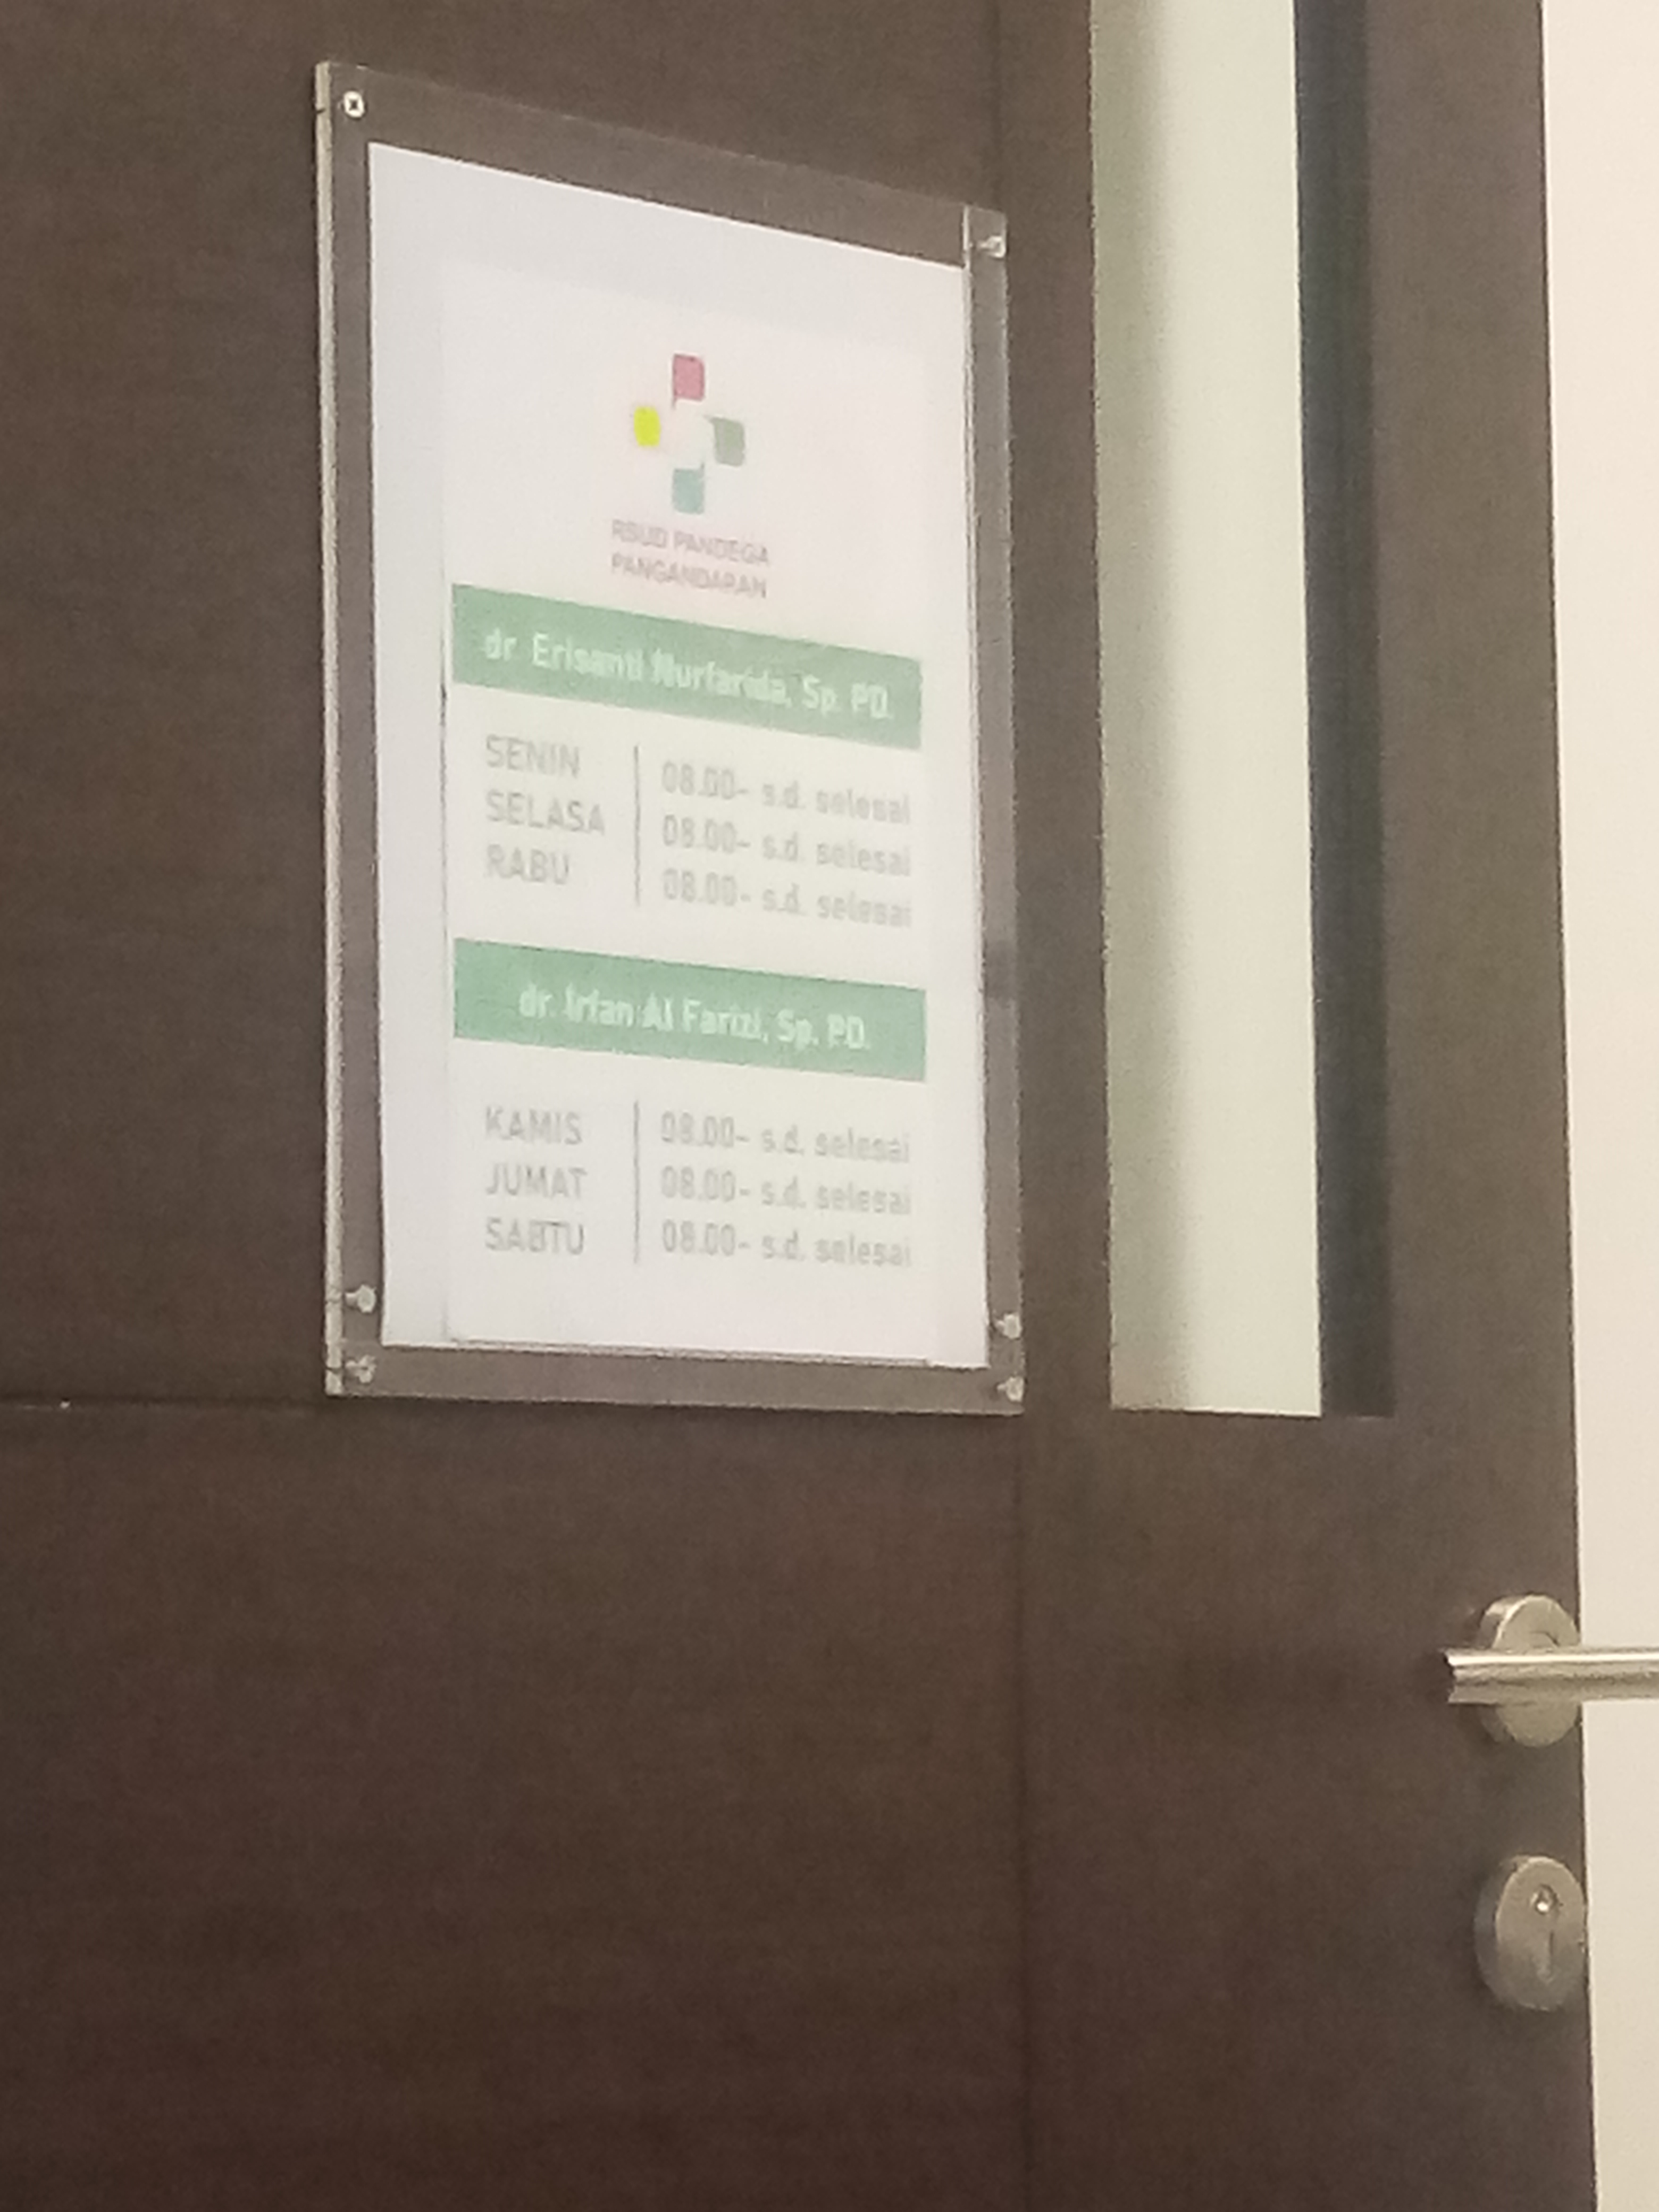 RSUD PANDEGA
PANGANDARAN
dr. Erisanti Nurfarida, Sp. PD.
SENIN 08.00- s.d. selesai
SELASA 08.00- s.d. selesai
RABU 08.00- s.d. selesai
dr. Irfan Al Farizi, Sp. PD.
KAMIS 08.00- s.d. selesai
JUMAT 08.00- s.d. selesai
SABTU 08.00- s.d. selesai